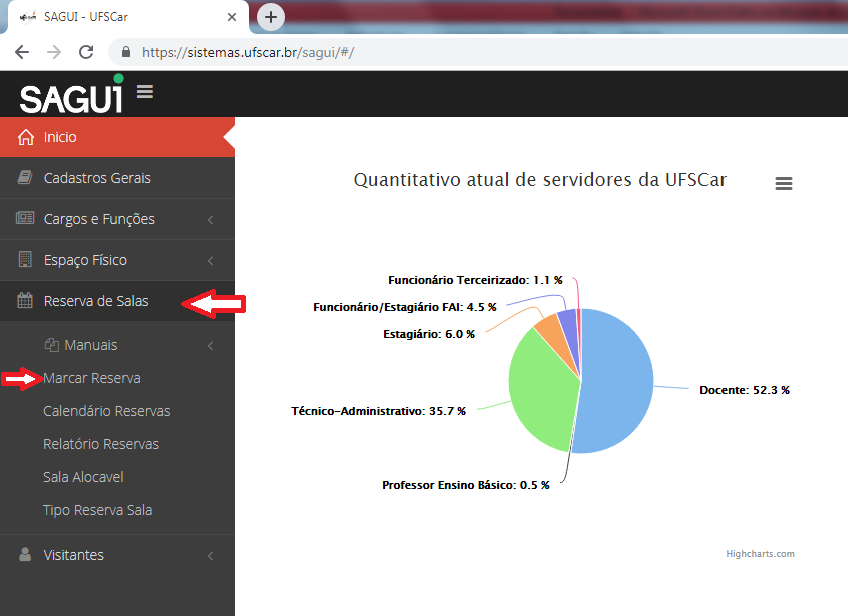 SAGUI - UFSCar
https://sistemas.ufscar.br/sagui/#/
SAGUI
Início
Cadastros Gerais
Cargos e Funções
Espaço Físico
Reserva de Salas
Manuais
Marcar Reserva
Calendário Reservas
Relatório Reservas
Sala Alocavel
Tipo Reserva Sala
Visitantes
Quantitativo atual de servidores da UFSCar
Funcionário Terceirizado: 1.1 %
Funcionário/Estagiário FAI: 4.5 %
Estagiário: 6.0 %
Docente: 52.3 %
Técnico-Administrativo: 35.7 %
Professor Ensino Básico: 0.5 %
Highcharts.com